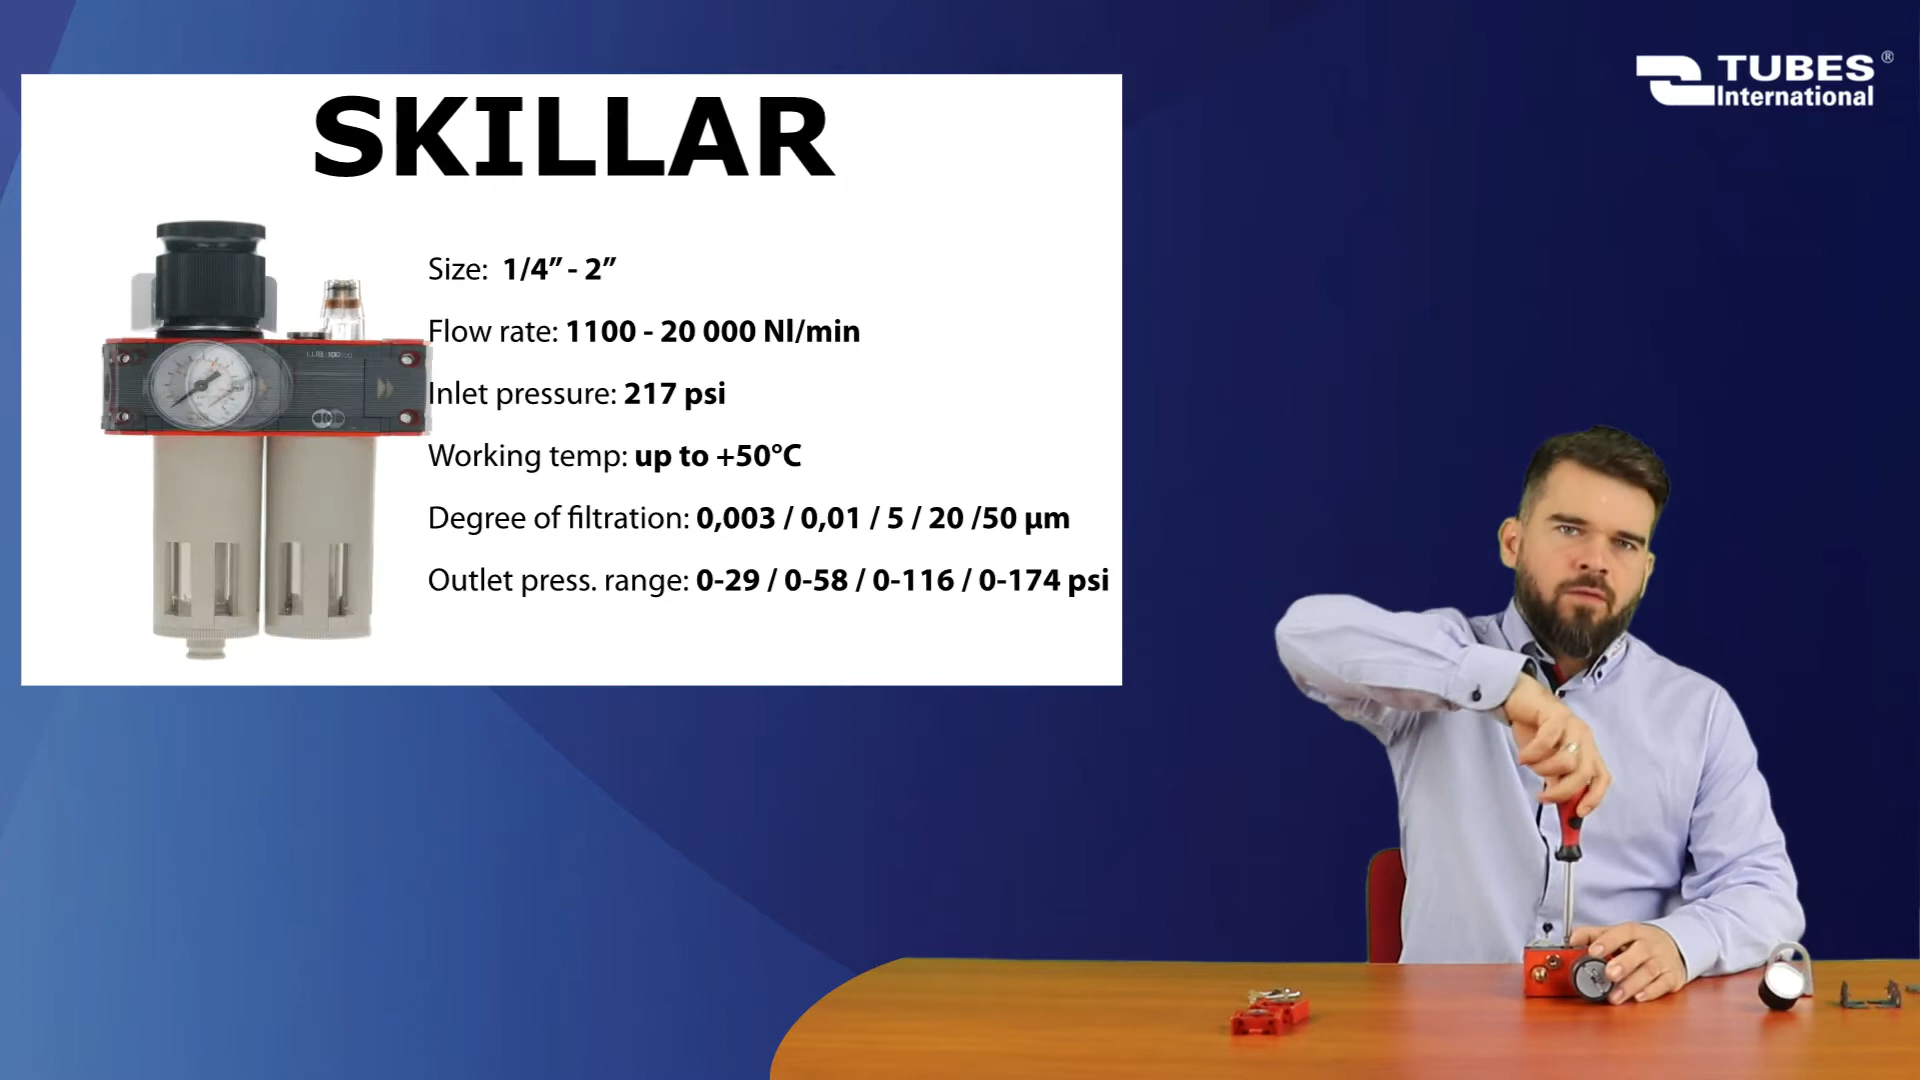 SKILLAR
Size: 1/4” - 2”
Flow rate: 1100 - 20 000 Nl/min
Inlet pressure: 217 psi
Working temp: up to +50°C
Degree of filtration: 0,003 / 0,01 / 5 / 20 /50 µm
Outlet press. range: 0-29 / 0-58 / 0-116 / 0-174 psi
TUBES ®
International